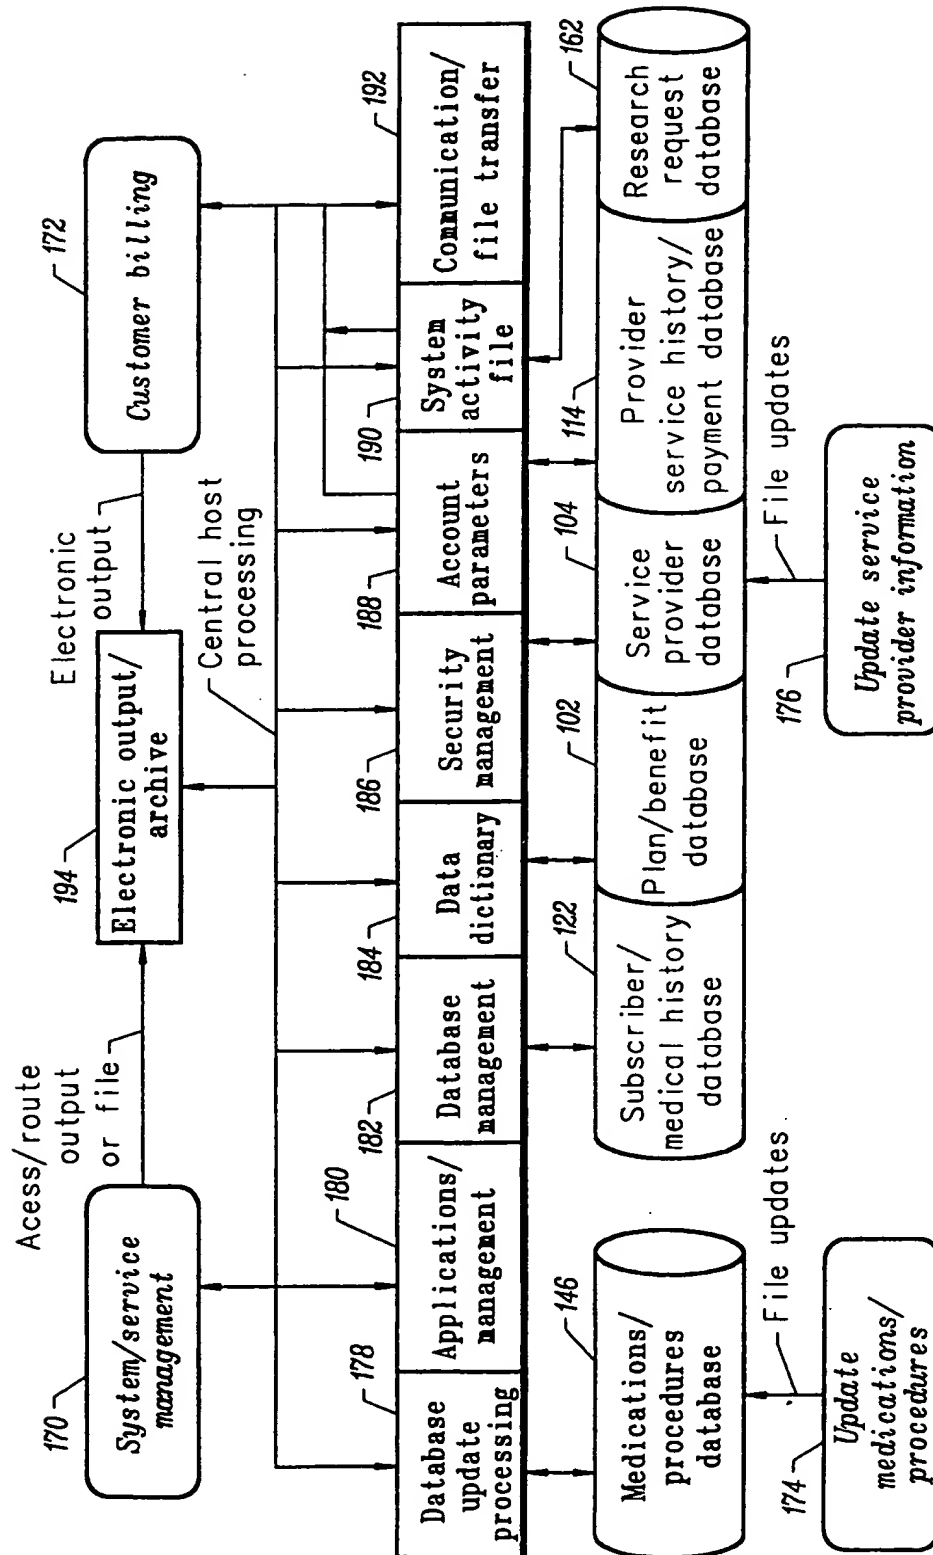 170
System/service
management
Acess/route
output
or file
194
Electronic output/
archive
Electronic
output
172
Customer billing
Central host
processing
178
Database
update
processing
180
Applications/
management
182
Database
management
184
Data
dictionary
186
Security
management
188
Account
parameters
190
System
activity
file
192
Communication/
file transfer
146
Medications/
procedures
database
122
Subscriber/
medical history
database
102
Plan/benefit
database
104
Service
provider
database
114
Provider
service history/
payment database
162
Research
request
database
File updates
174
Update
medications/
procedures
File updates
176
Update service
provider information